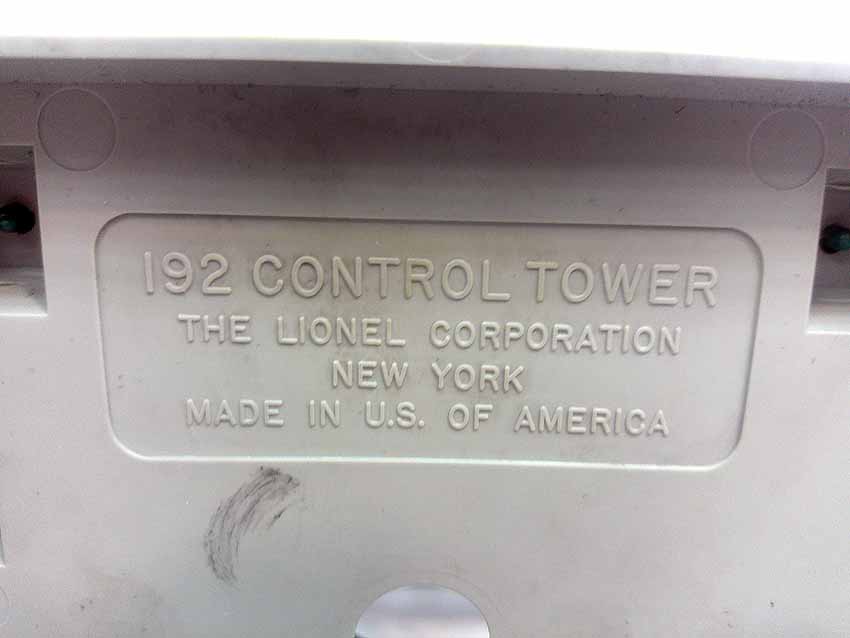 192 CONTROL TOWER
THE LIONEL CORPORATION
NEW YORK
MADE IN U.S. OF AMERICA